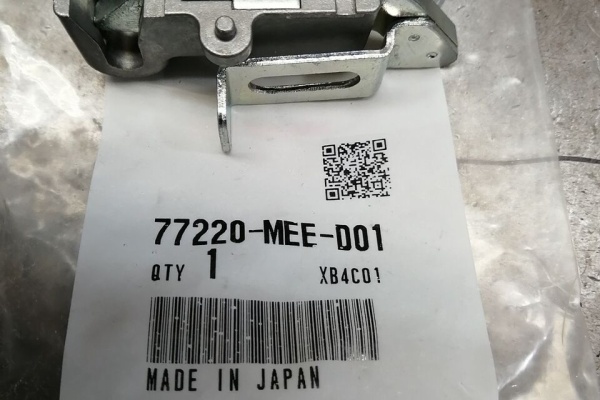 77220-MEE-D01
QTY 1 XB4C01
MADE IN JAPAN